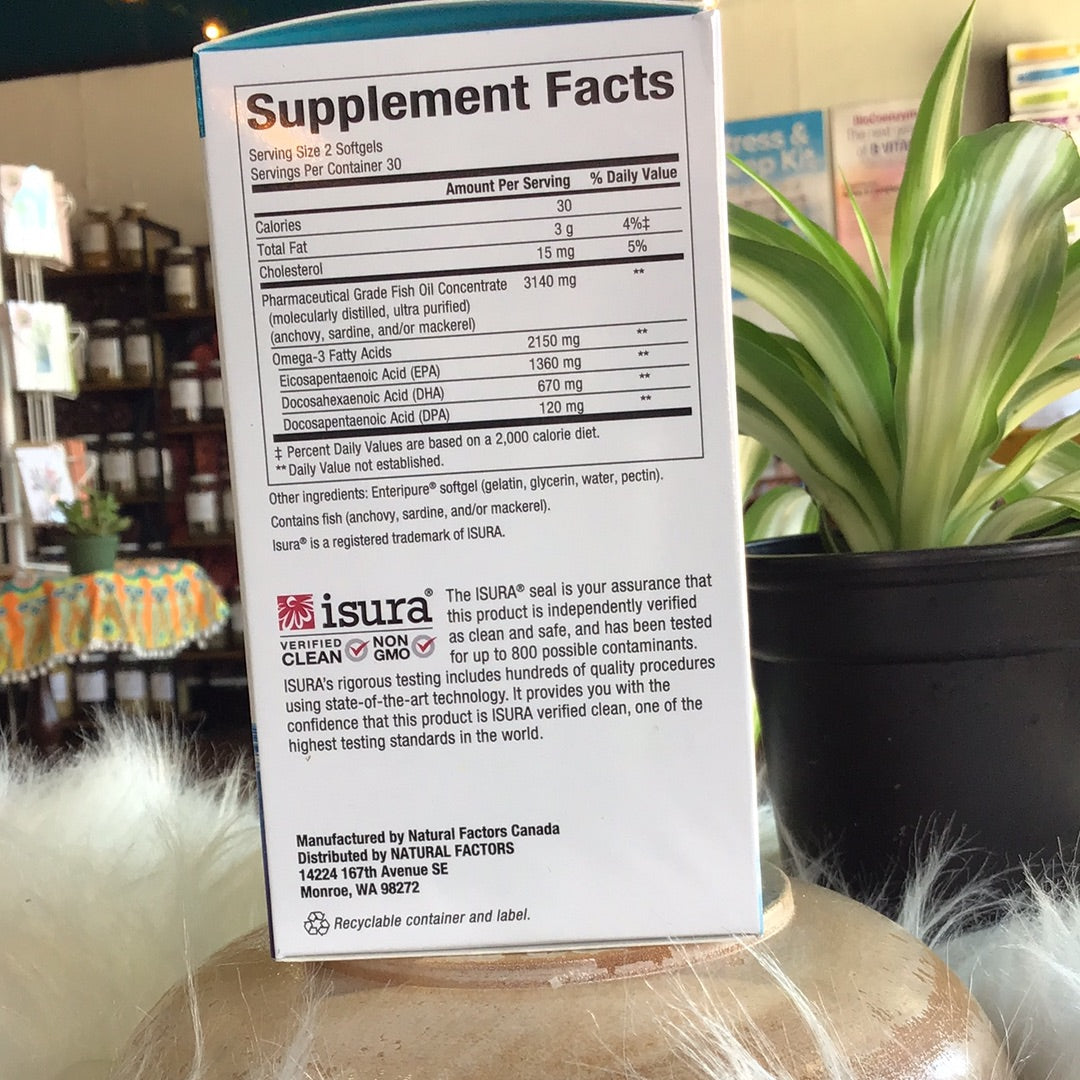 Supplement Facts
Serving Size 2 Softgels
Servings Per Container 30
Amount Per Serving % Daily Value
Calories 30
Total Fat 3 g 4%‡
Cholesterol 15 mg 5%
Pharmaceutical Grade Fish Oil Concentrate 3140 mg **
(molecularly distilled, ultra purified)
(anchovy, sardine, and/or mackerel)
Omega-3 Fatty Acids 2150 mg **
Eicosapentaenoic Acid (EPA) 1360 mg **
Docosahexaenoic Acid (DHA) 670 mg **
Docosapentaenoic Acid (DPA) 120 mg **
‡ Percent Daily Values are based on a 2,000 calorie diet.
** Daily Value not established.
Other ingredients: Enteripure® softgel (gelatin, glycerin, water, pectin).
Contains fish (anchovy, sardine, and/or mackerel).
Isura® is a registered trademark of ISURA.
isura®
VERIFIED CLEAN NON GMO
The ISURA® seal is your assurance that
this product is independently verified
as clean and safe, and has been tested
for up to 800 possible contaminants.
ISURA's rigorous testing includes hundreds of quality procedures
using state-of-the-art technology. It provides you with the
confidence that this product is ISURA verified clean, one of the
highest testing standards in the world.
Manufactured by Natural Factors Canada
Distributed by NATURAL FACTORS
14224 167th Avenue SE
Monroe, WA 98272
Recyclable container and label.
ress &
Kit